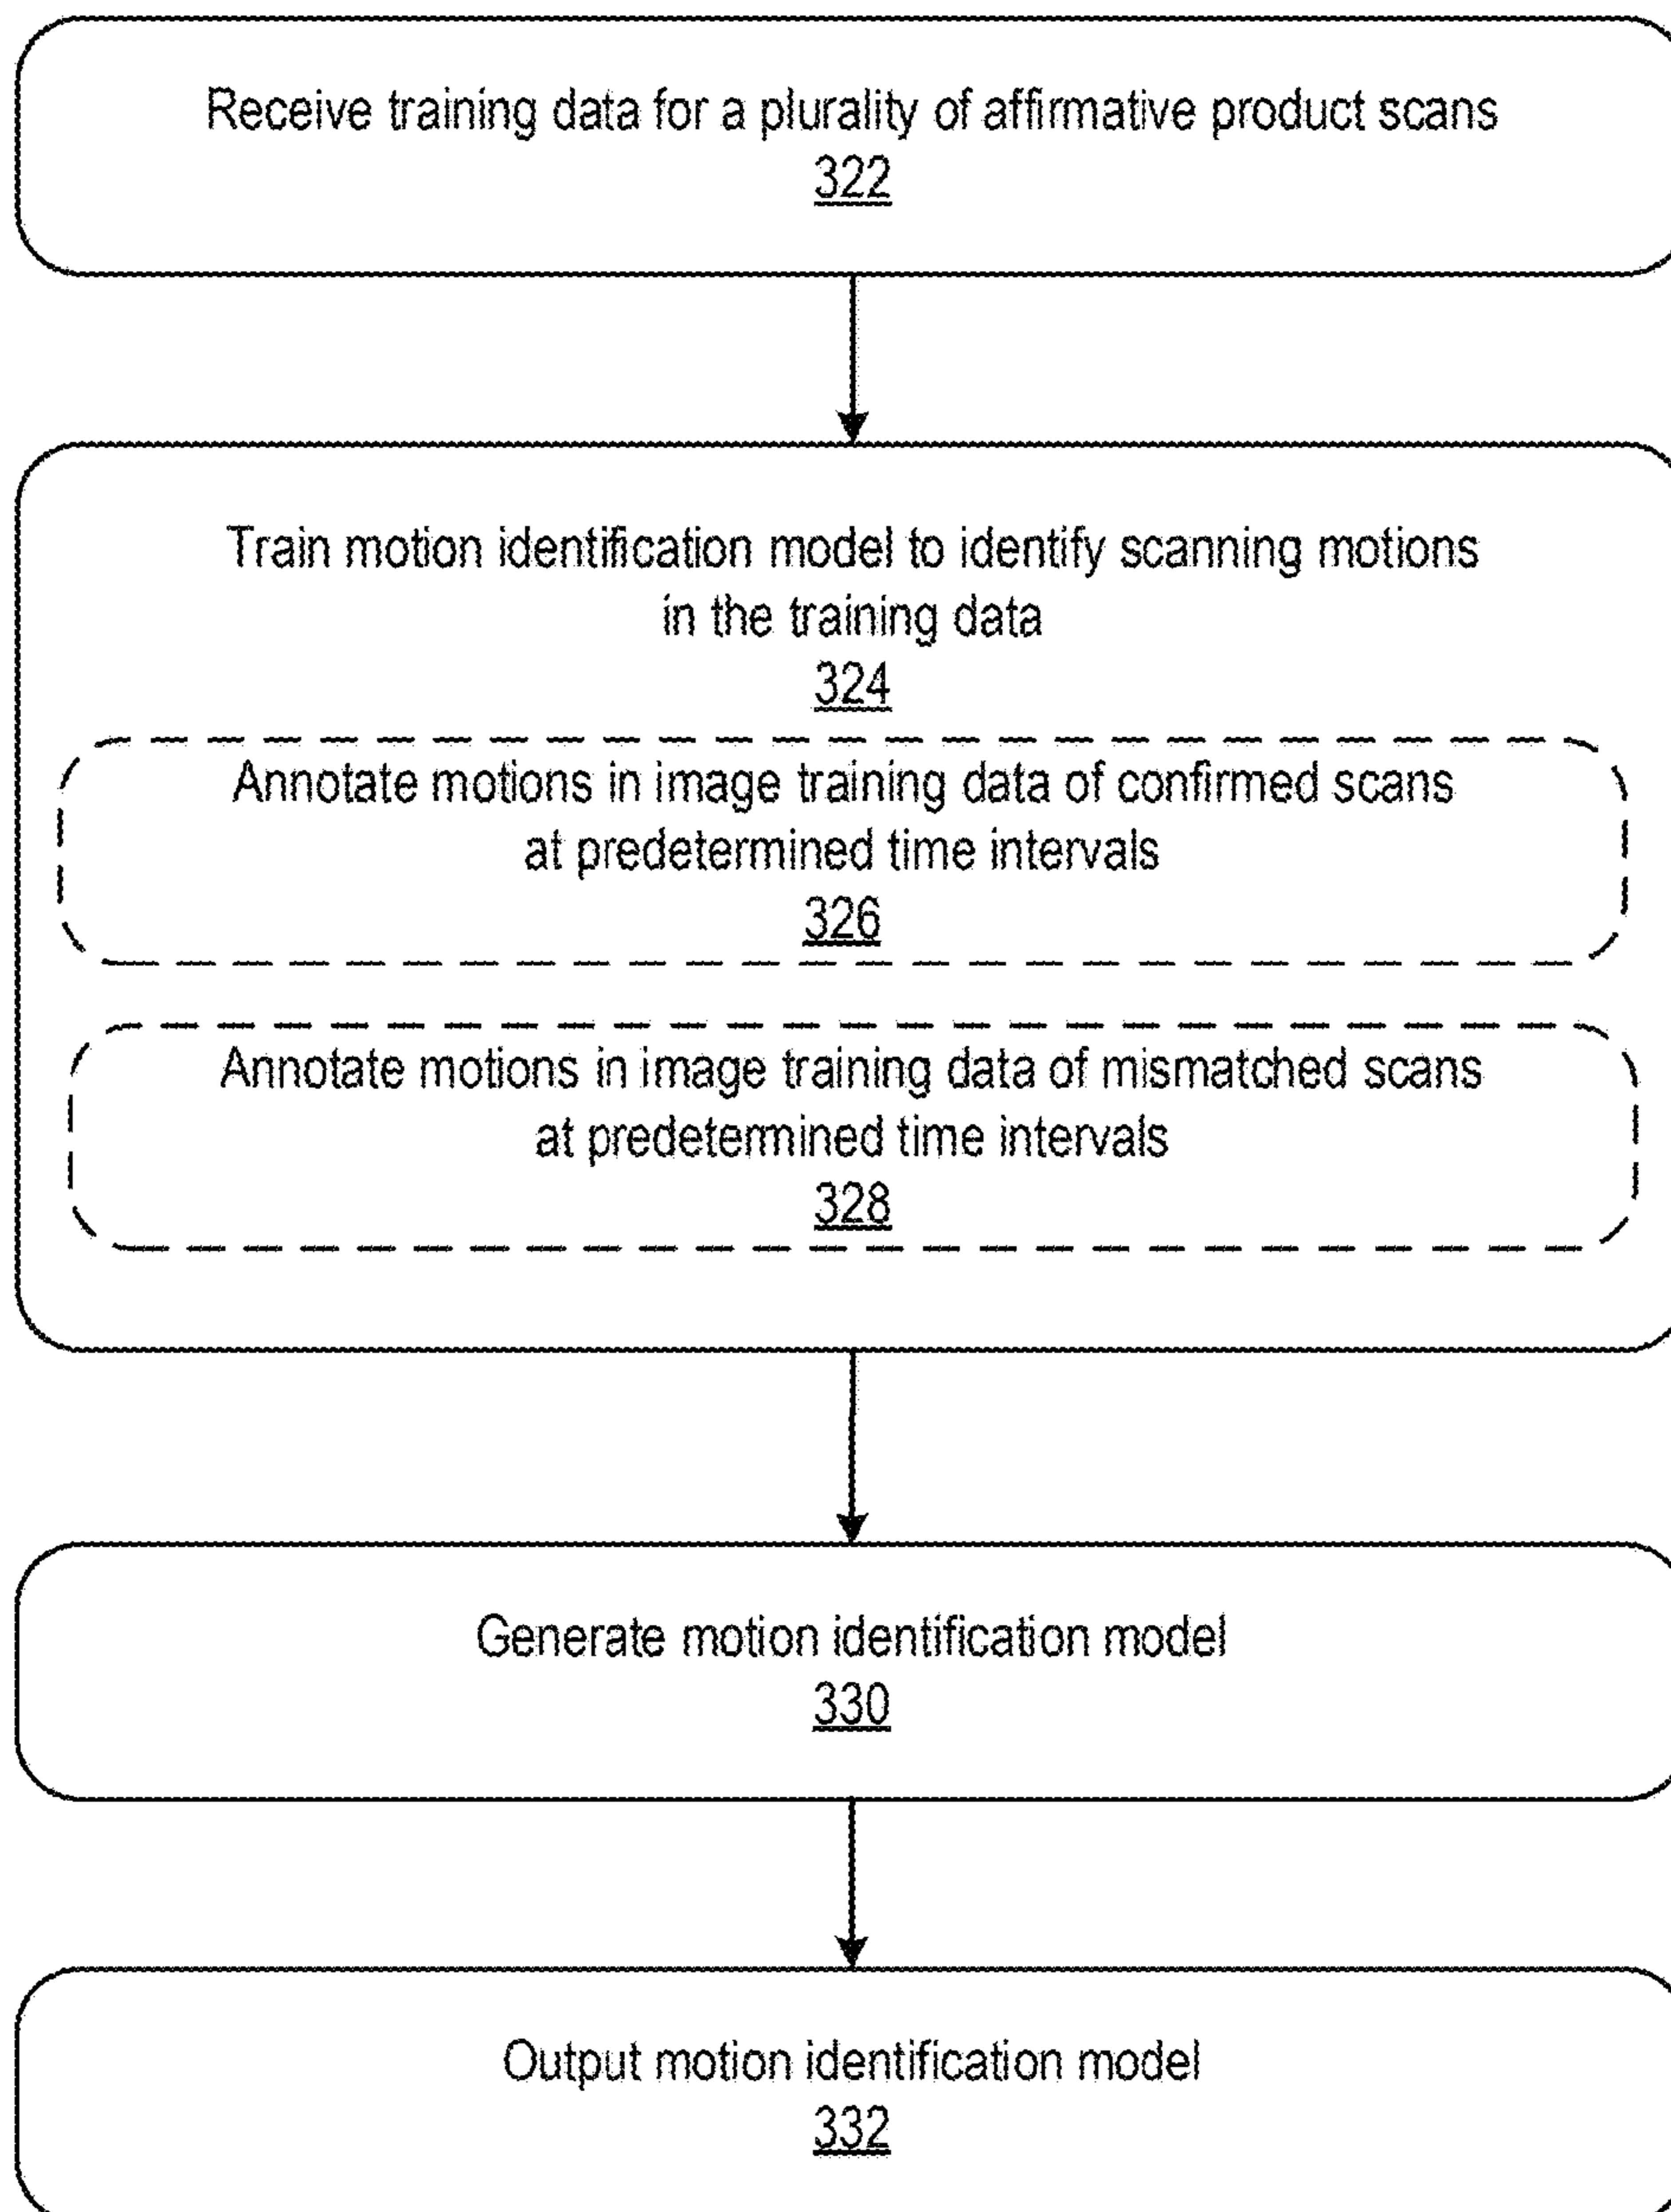 Receive training data for a plurality of affirmative product scans
322
Train motion identification model to identify scanning motions
in the training data
324
Annotate motions in image training data of confirmed scans
at predetermined time intervals
326
Annotate motions in image training data of mismatched scans
at predetermined time intervals
328
Generate motion identification model
330
Output motion identification model
332